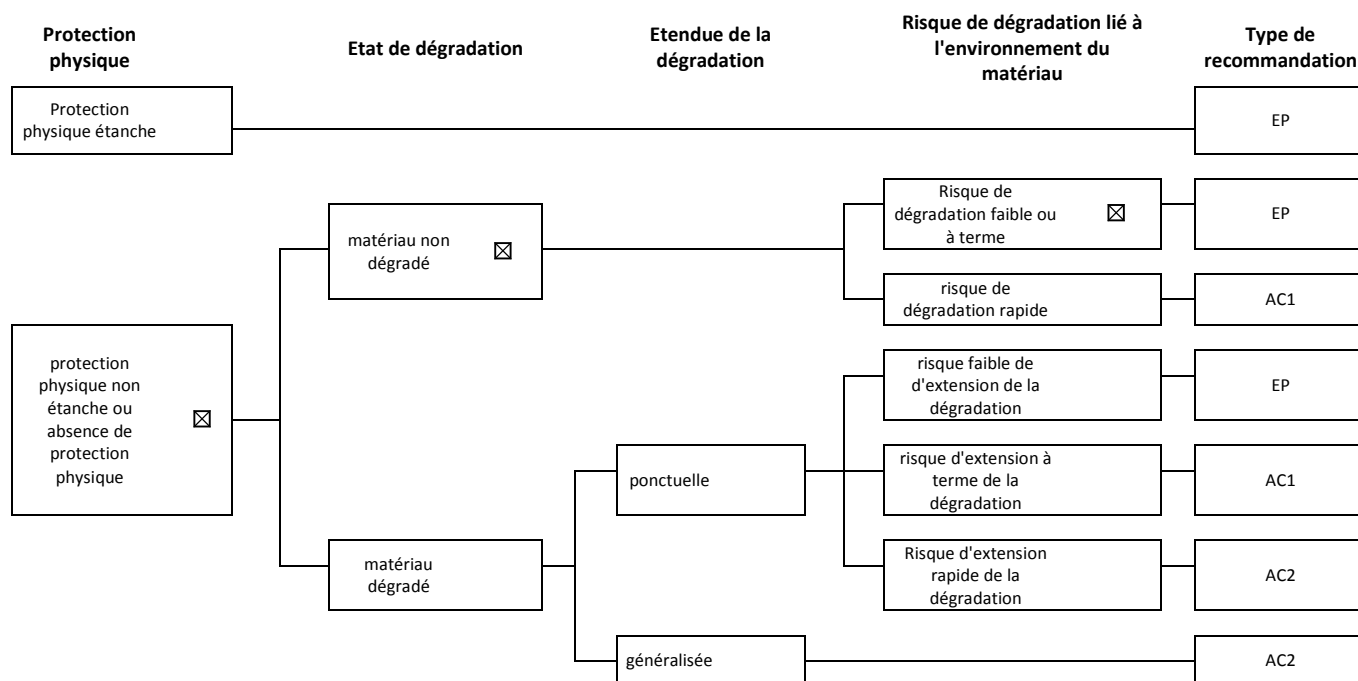 Protection
physique
Etat de dégradation
Etendue de la
dégradation
Risque de dégradation lié à
l'environnement du
matériau
Type de
recommandation
Protection
physique étanche
EP
matériau non
dégradé
Risque de
dégradation faible ou
à terme
EP
risque de
dégradation rapide
AC1
protection
physique non
étanche ou
absence de
protection
physique
risque faible de
d'extension de la
dégradation
EP
ponctuelle
risque d'extension à
terme de la
dégradation
AC1
matériau
dégradé
Risque d'extension
rapide de la
dégradation
AC2
généralisée
AC2